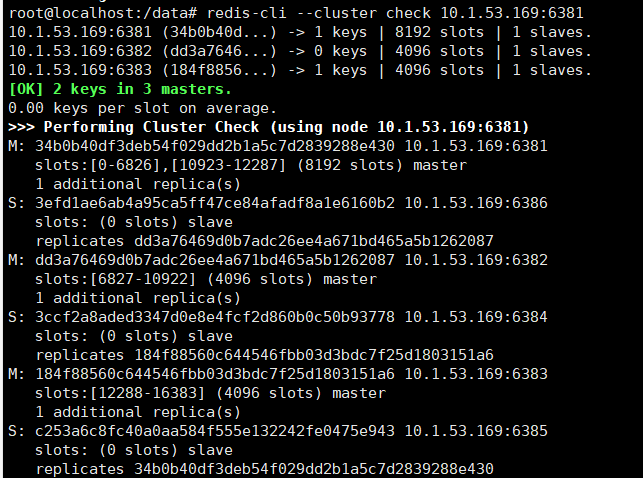 root@localhost:/data# redis-cli --cluster check 10.1.53.169:6381
10.1.53.169:6381 (34b0b40d...) -> 1 keys | 8192 slots | 1 slaves.
10.1.53.169:6382 (dd3a7646...) -> 0 keys | 4096 slots | 1 slaves.
10.1.53.169:6383 (184f8856...) -> 1 keys | 4096 slots | 1 slaves.
[OK] 2 keys in 3 masters.
0.00 keys per slot on average.
>>> Performing Cluster Check (using node 10.1.53.169:6381)
M: 34b0b40df3deb54f029dd2b1a5c7d2839288e430 10.1.53.169:6381
   slots:[0-6826],[10923-12287] (8192 slots) master
   1 additional replica(s)
S: 3efd1ae6ab4a95ca5ff47ce84afadf8a1e6160b2 10.1.53.169:6386
   slots: (0 slots) slave
   replicates dd3a76469d0b7adc26ee4a671bd465a5b1262087
M: dd3a76469d0b7adc26ee4a671bd465a5b1262087 10.1.53.169:6382
   slots:[6827-10922] (4096 slots) master
   1 additional replica(s)
S: 3ccf2a8aded3347d0e8e4fcf2d860b0c50b93778 10.1.53.169:6384
   slots: (0 slots) slave
   replicates 184f88560c644546fbb03d3bdc7f25d1803151a6
M: 184f88560c644546fbb03d3bdc7f25d1803151a6 10.1.53.169:6383
   slots:[12288-16383] (4096 slots) master
   1 additional replica(s)
S: c253a6c8fc40a0aa584f555e132242fe0475e943 10.1.53.169:6385
   slots: (0 slots) slave
   replicates 34b0b40df3deb54f029dd2b1a5c7d2839288e430